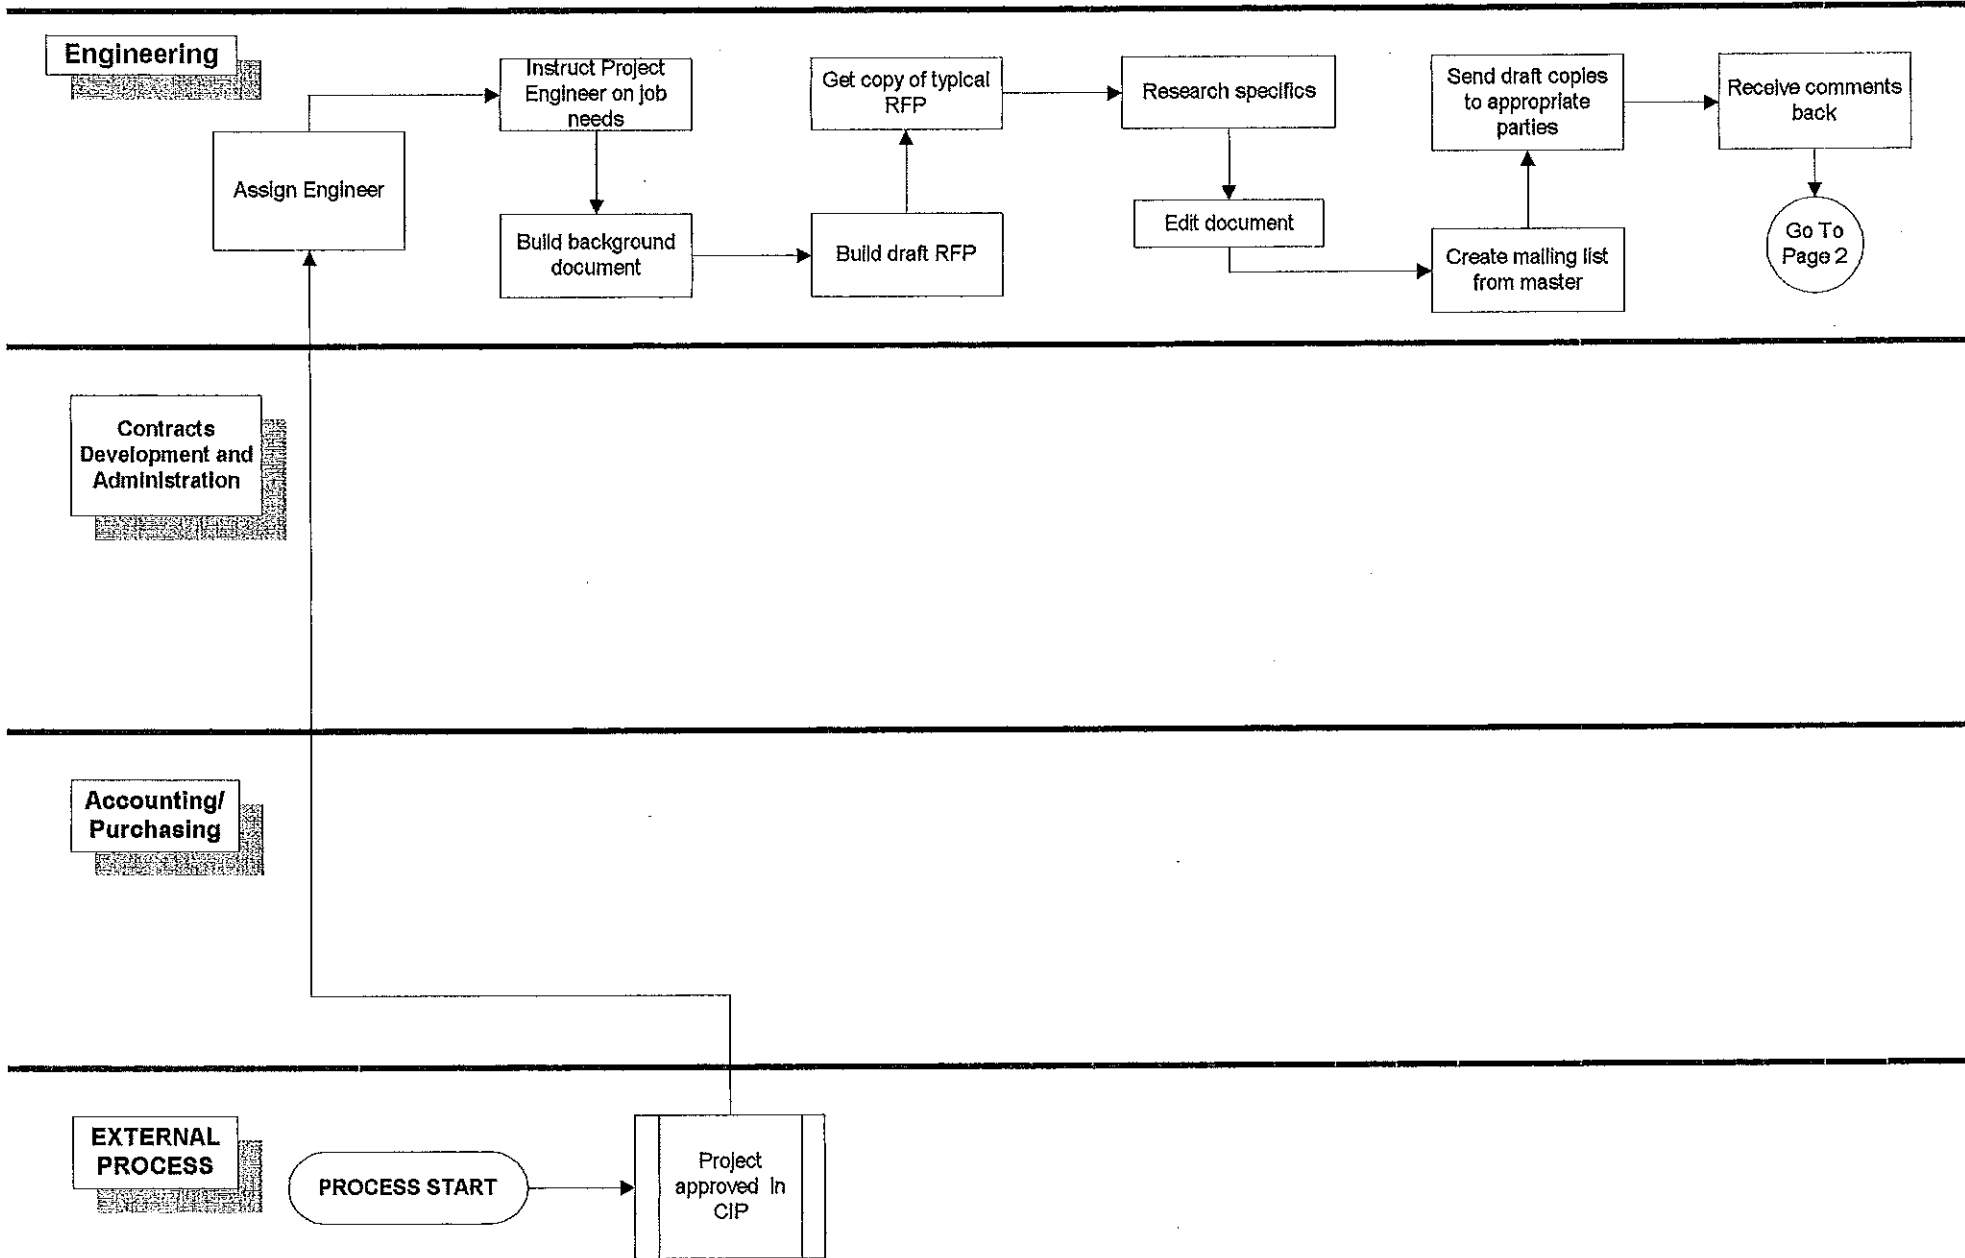 Engineering
Instruct Project
Engineer on job
needs
Get copy of typical
RFP
Research specifics
Send draft copies
to appropriate
parties
Receive comments
back
Assign Engineer
Build background
document
Build draft RFP
Edit document
Create mailing list
from master
Go To
Page 2
Contracts
Development and
Administration
Accounting/
Purchasing
EXTERNAL
PROCESS
PROCESS START
Project
approved in
CIP